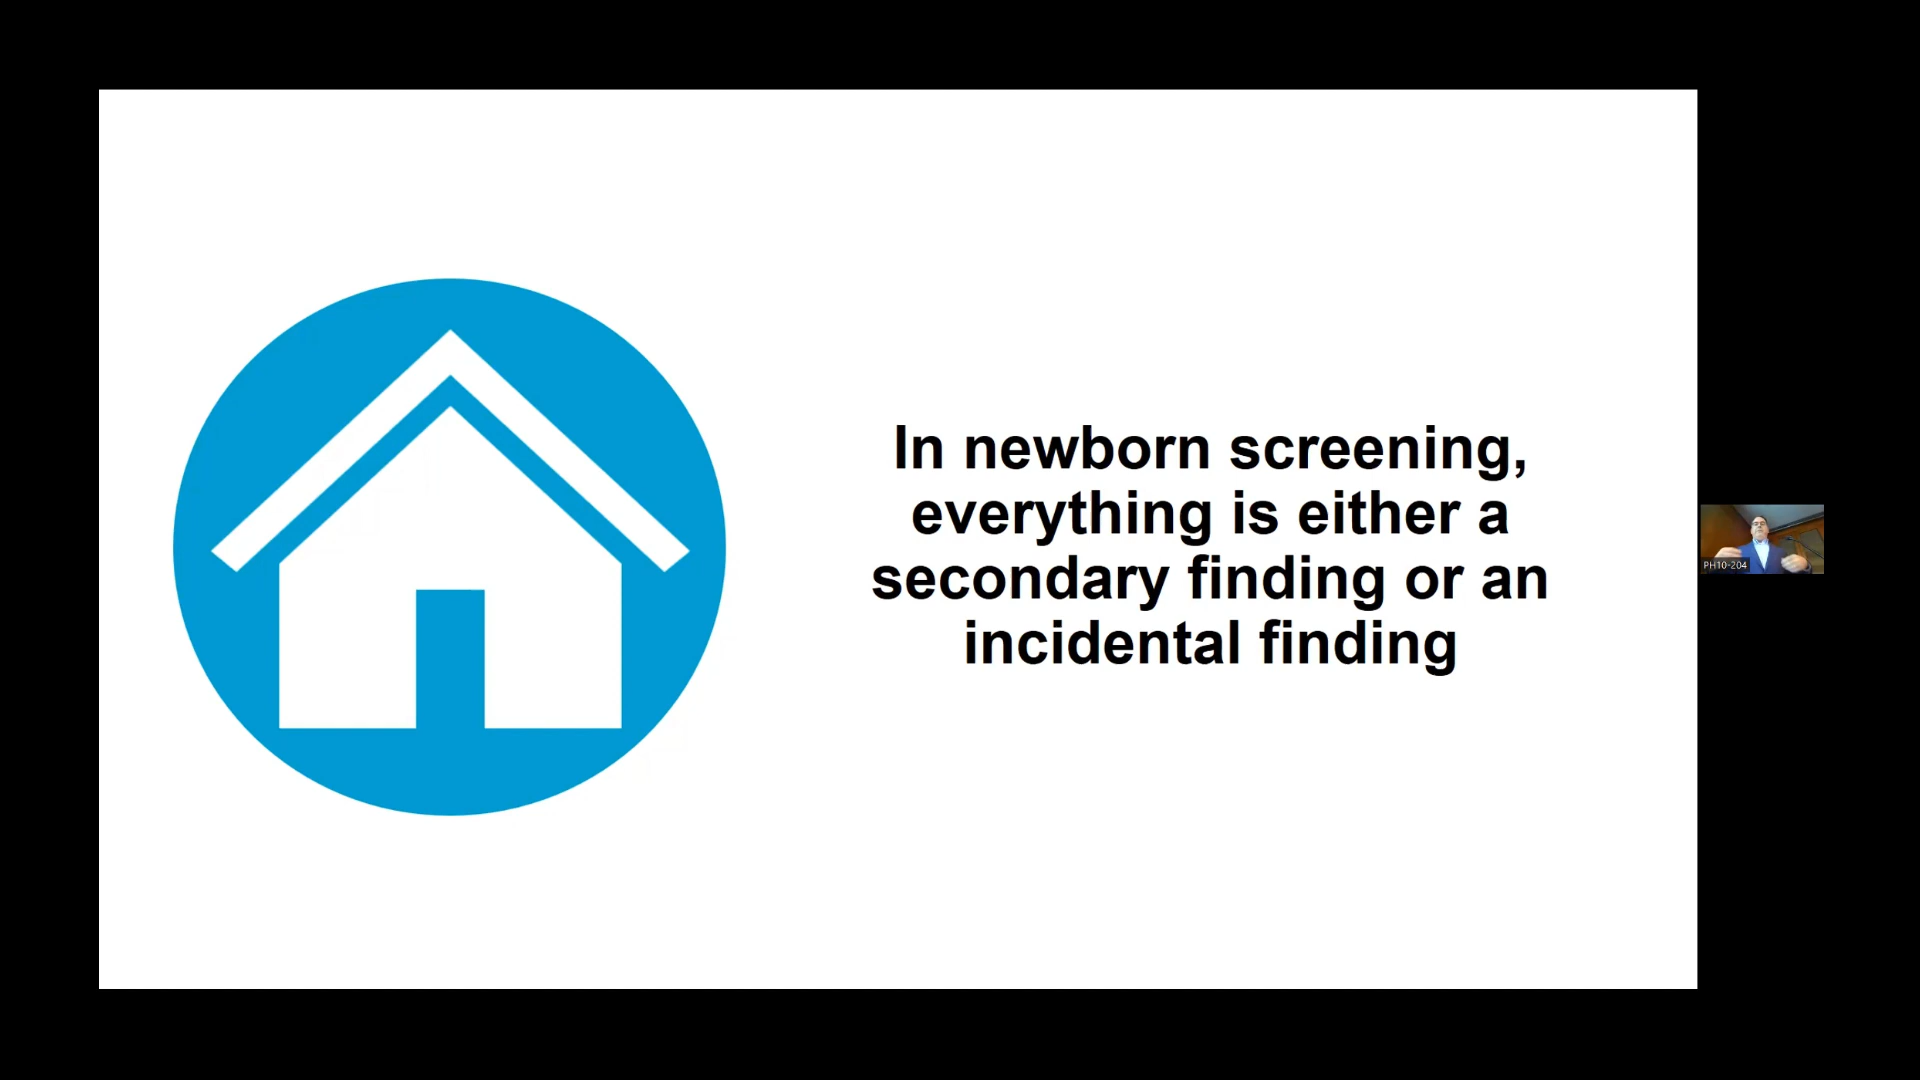 In newborn screening,
everything is either a
secondary finding or an
incidental finding
PH10-204